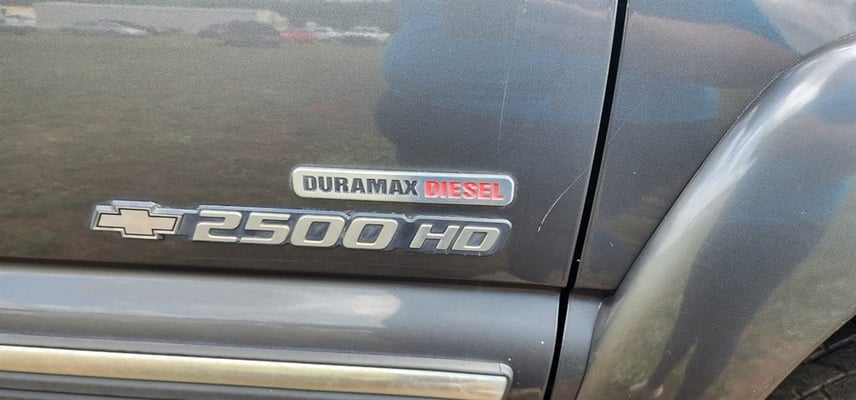 DURAMAX DIESEL
2500 HD